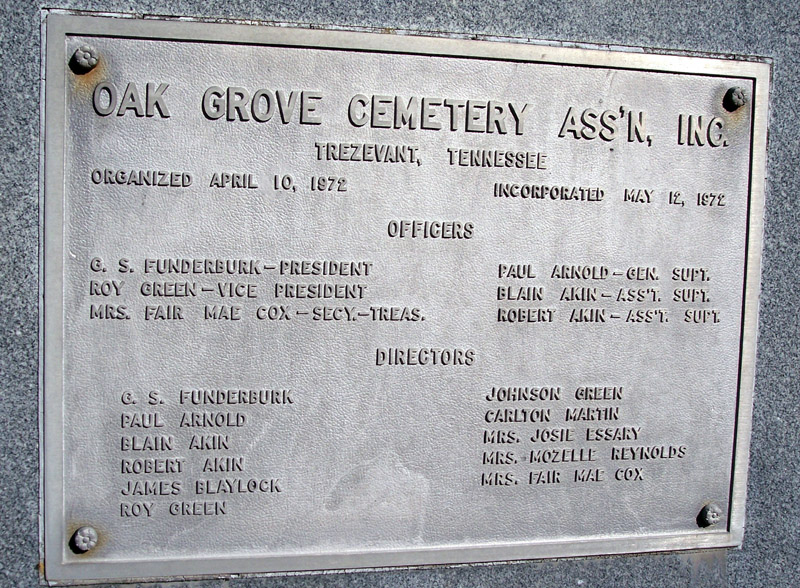 OAK GROVE CEMETERY ASS'N, INC.
TREZEVANT, TENNESSEE
ORGANIZED APRIL 10, 1972
INCORPORATED MAY 12, 1972
OFFICERS
G. S. FUNDERBURK – PRESIDENT
ROY GREEN – VICE PRESIDENT
MRS. FAIR MAE COX – SECY.–TREAS.
PAUL ARNOLD – GEN. SUPT.
BLAIN AKIN – ASS'T. SUPT.
ROBERT AKIN – ASS'T. SUPT.
DIRECTORS
G. S. FUNDERBURK
PAUL ARNOLD
BLAIN AKIN
ROBERT AKIN
JAMES BLAYLOCK
ROY GREEN
JOHNSON GREEN
CARLTON MARTIN
MRS. JOSIE ESSARY
MRS. MOZELLE REYNOLDS
MRS. FAIR MAE COX